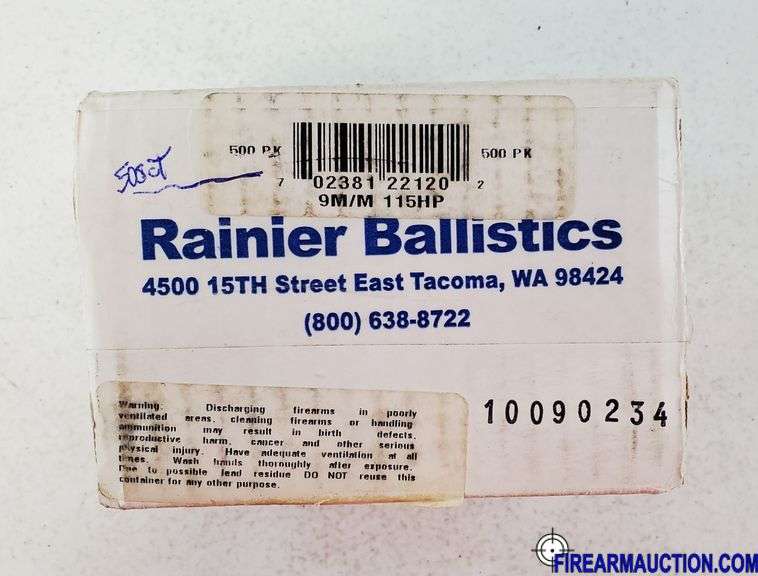 500 PK
500 PK
500ct
7 02381 22120 2
9M/M 115HP
Rainier Ballistics
4500 15TH Street East Tacoma, WA 98424
(800) 638-8722
Warning: Discharging firearms in poorly
ventilated areas, cleaning firearms or handling
ammunition may result in birth defects,
reproductive harm, cancer and other serious
physical injury. Have adequate ventilation at all
times. Wash hands thoroughly after exposure.
Due to possible lead residue DO NOT reuse this
container for any other purpose.
10090234
FIREARMAUCTION.COM